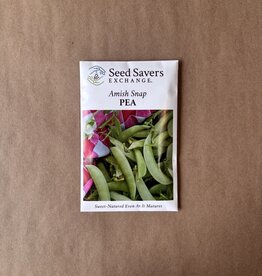 Seed Savers
EXCHANGE.
Amish Snap
PEA
Sweet-Natured Even As It Matures